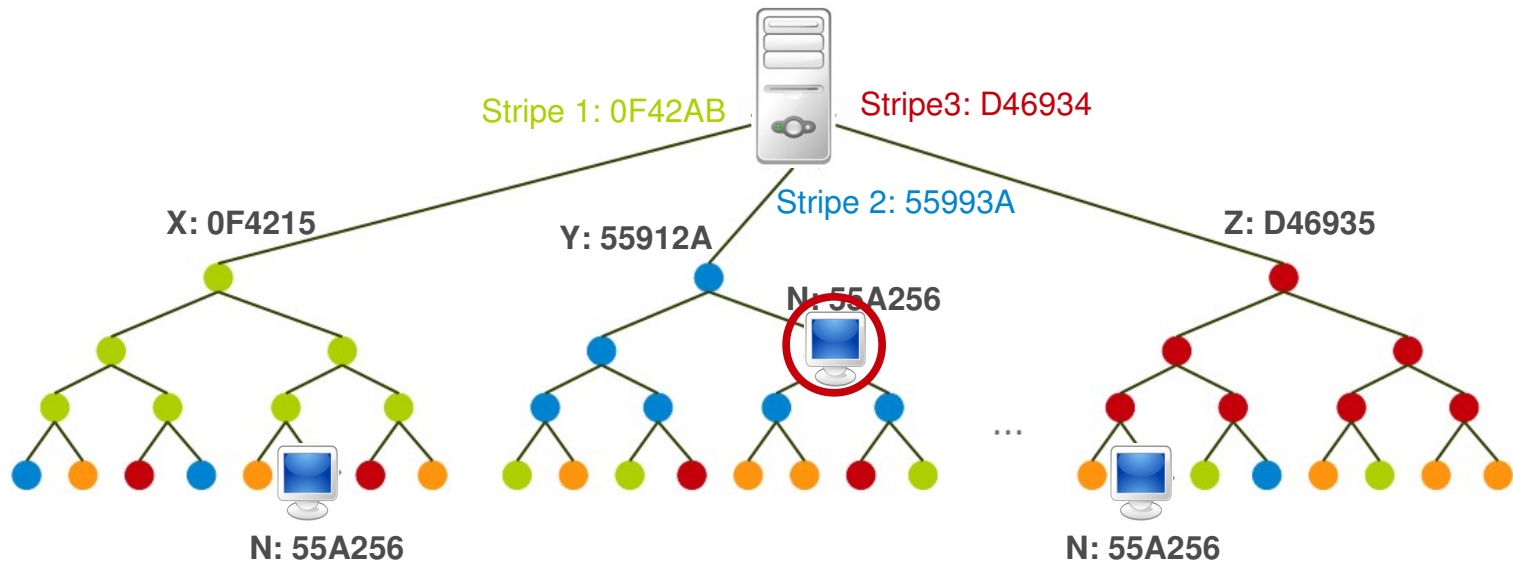 Stripe 1: 0F42AB
Stripe3: D46934
Stripe 2: 55993A
X: 0F4215
Y: 55912A
Z: D46935
N: 55A256
...
N: 55A256
N: 55A256